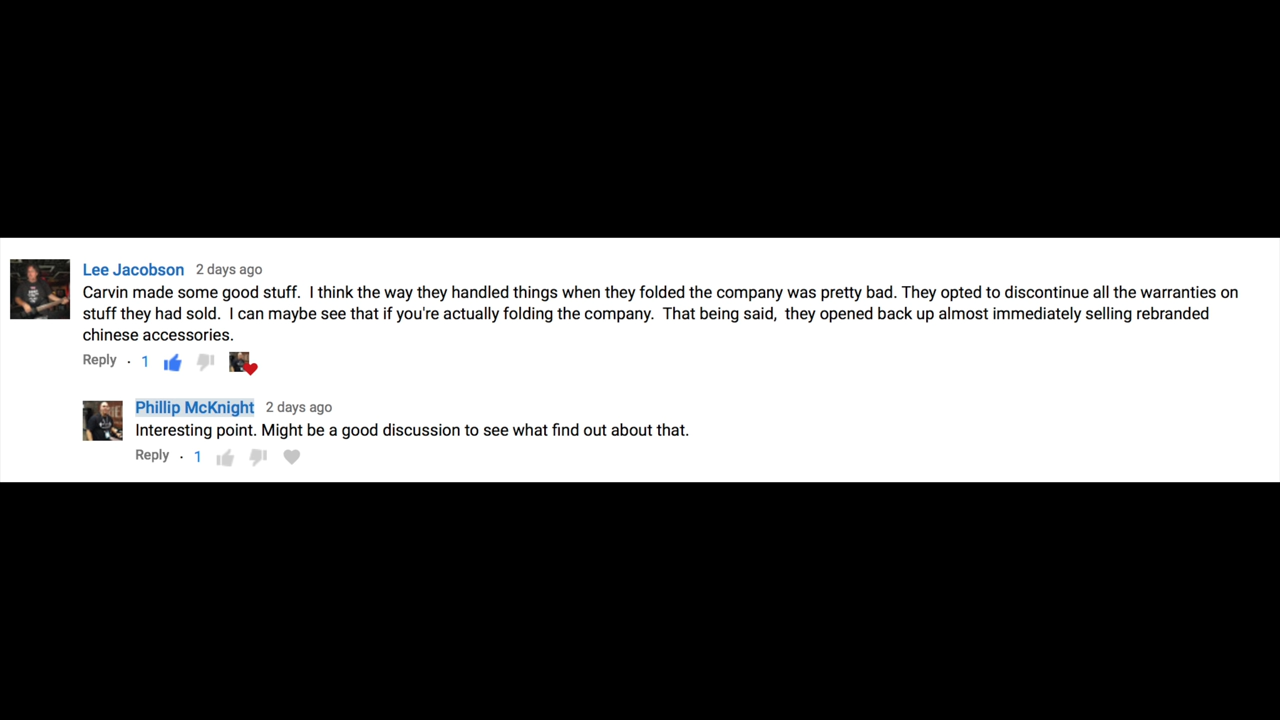 Lee Jacobson 2 days ago
Carvin made some good stuff.  I think the way they handled things when they folded the company was pretty bad. They opted to discontinue all the warranties on
stuff they had sold.  I can maybe see that if you're actually folding the company.  That being said,  they opened back up almost immediately selling rebranded
chinese accessories.
Reply · 1
Phillip McKnight 2 days ago
Interesting point. Might be a good discussion to see what find out about that.
Reply · 1